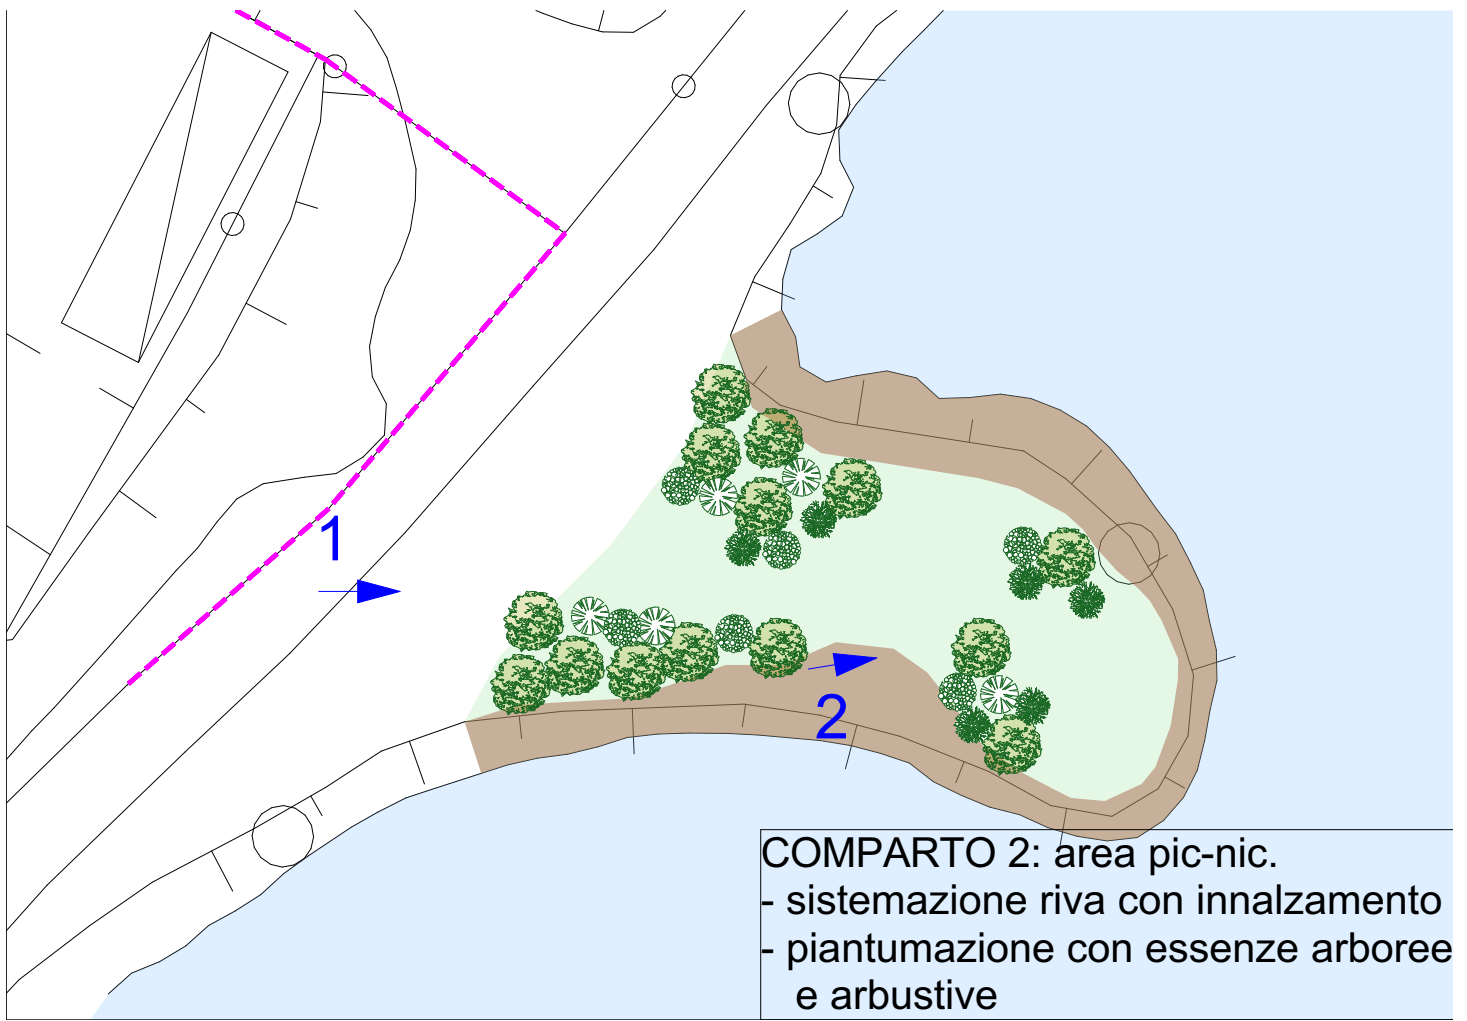 1
2
COMPARTO 2: area pic-nic.
- sistemazione riva con innalzamento
- piantumazione con essenze arboree
e arbustive